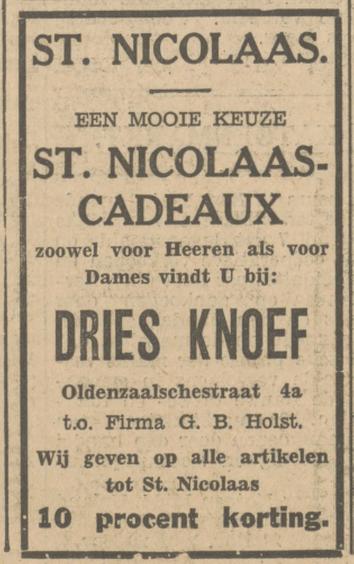 ST. NICOLAAS.
EEN MOOIE KEUZE
ST. NICOLAAS-
CADEAUX
zoowel voor Heeren als voor
Dames vindt U bij:
DRIES KNOEF
Oldenzaalschestraat 4a
t.o. Firma G. B. Holst.
Wij geven op alle artikelen
tot St. Nicolaas
10 procent korting.